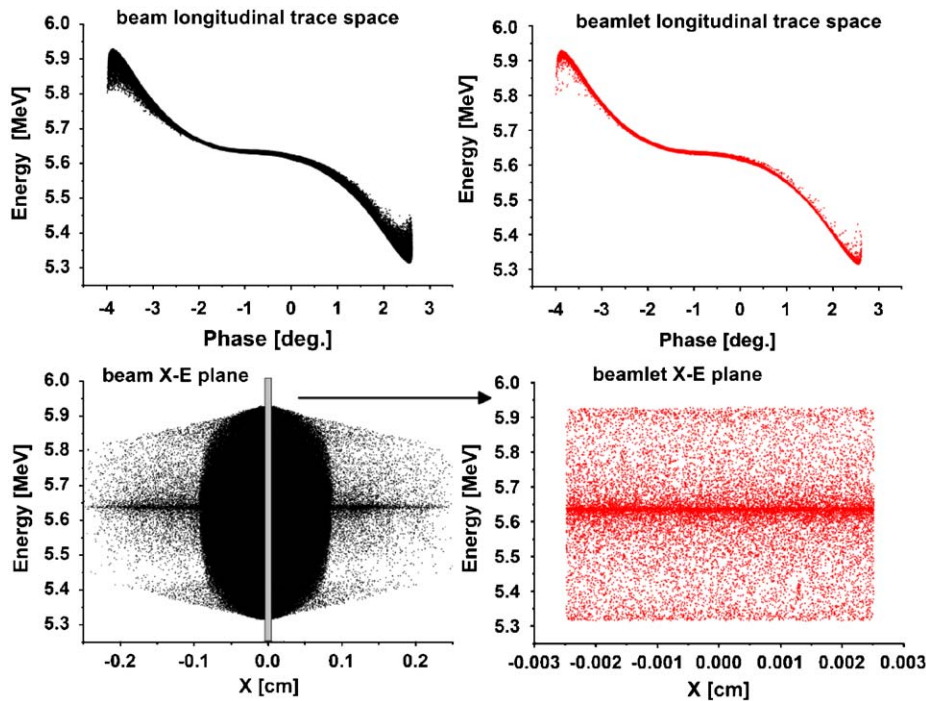 beam longitudinal trace space
6.0
5.9
5.8
5.7
5.6
5.5
5.4
5.3
Energy [MeV]
-4 -3 -2 -1 0 1 2 3
Phase [deg.]
beamlet longitudinal trace space
6.0
5.9
5.8
5.7
5.6
5.5
5.4
5.3
Energy [MeV]
-4 -3 -2 -1 0 1 2 3
Phase [deg.]
beam X-E plane
6.0
5.9
5.8
5.7
5.6
5.5
5.4
5.3
Energy [MeV]
-0.2 -0.1 0.0 0.1 0.2
X [cm]
beamlet X-E plane
6.0
5.9
5.8
5.7
5.6
5.5
5.4
5.3
Energy [MeV]
-0.003 -0.002 -0.001 0.000 0.001 0.002 0.003
X [cm]